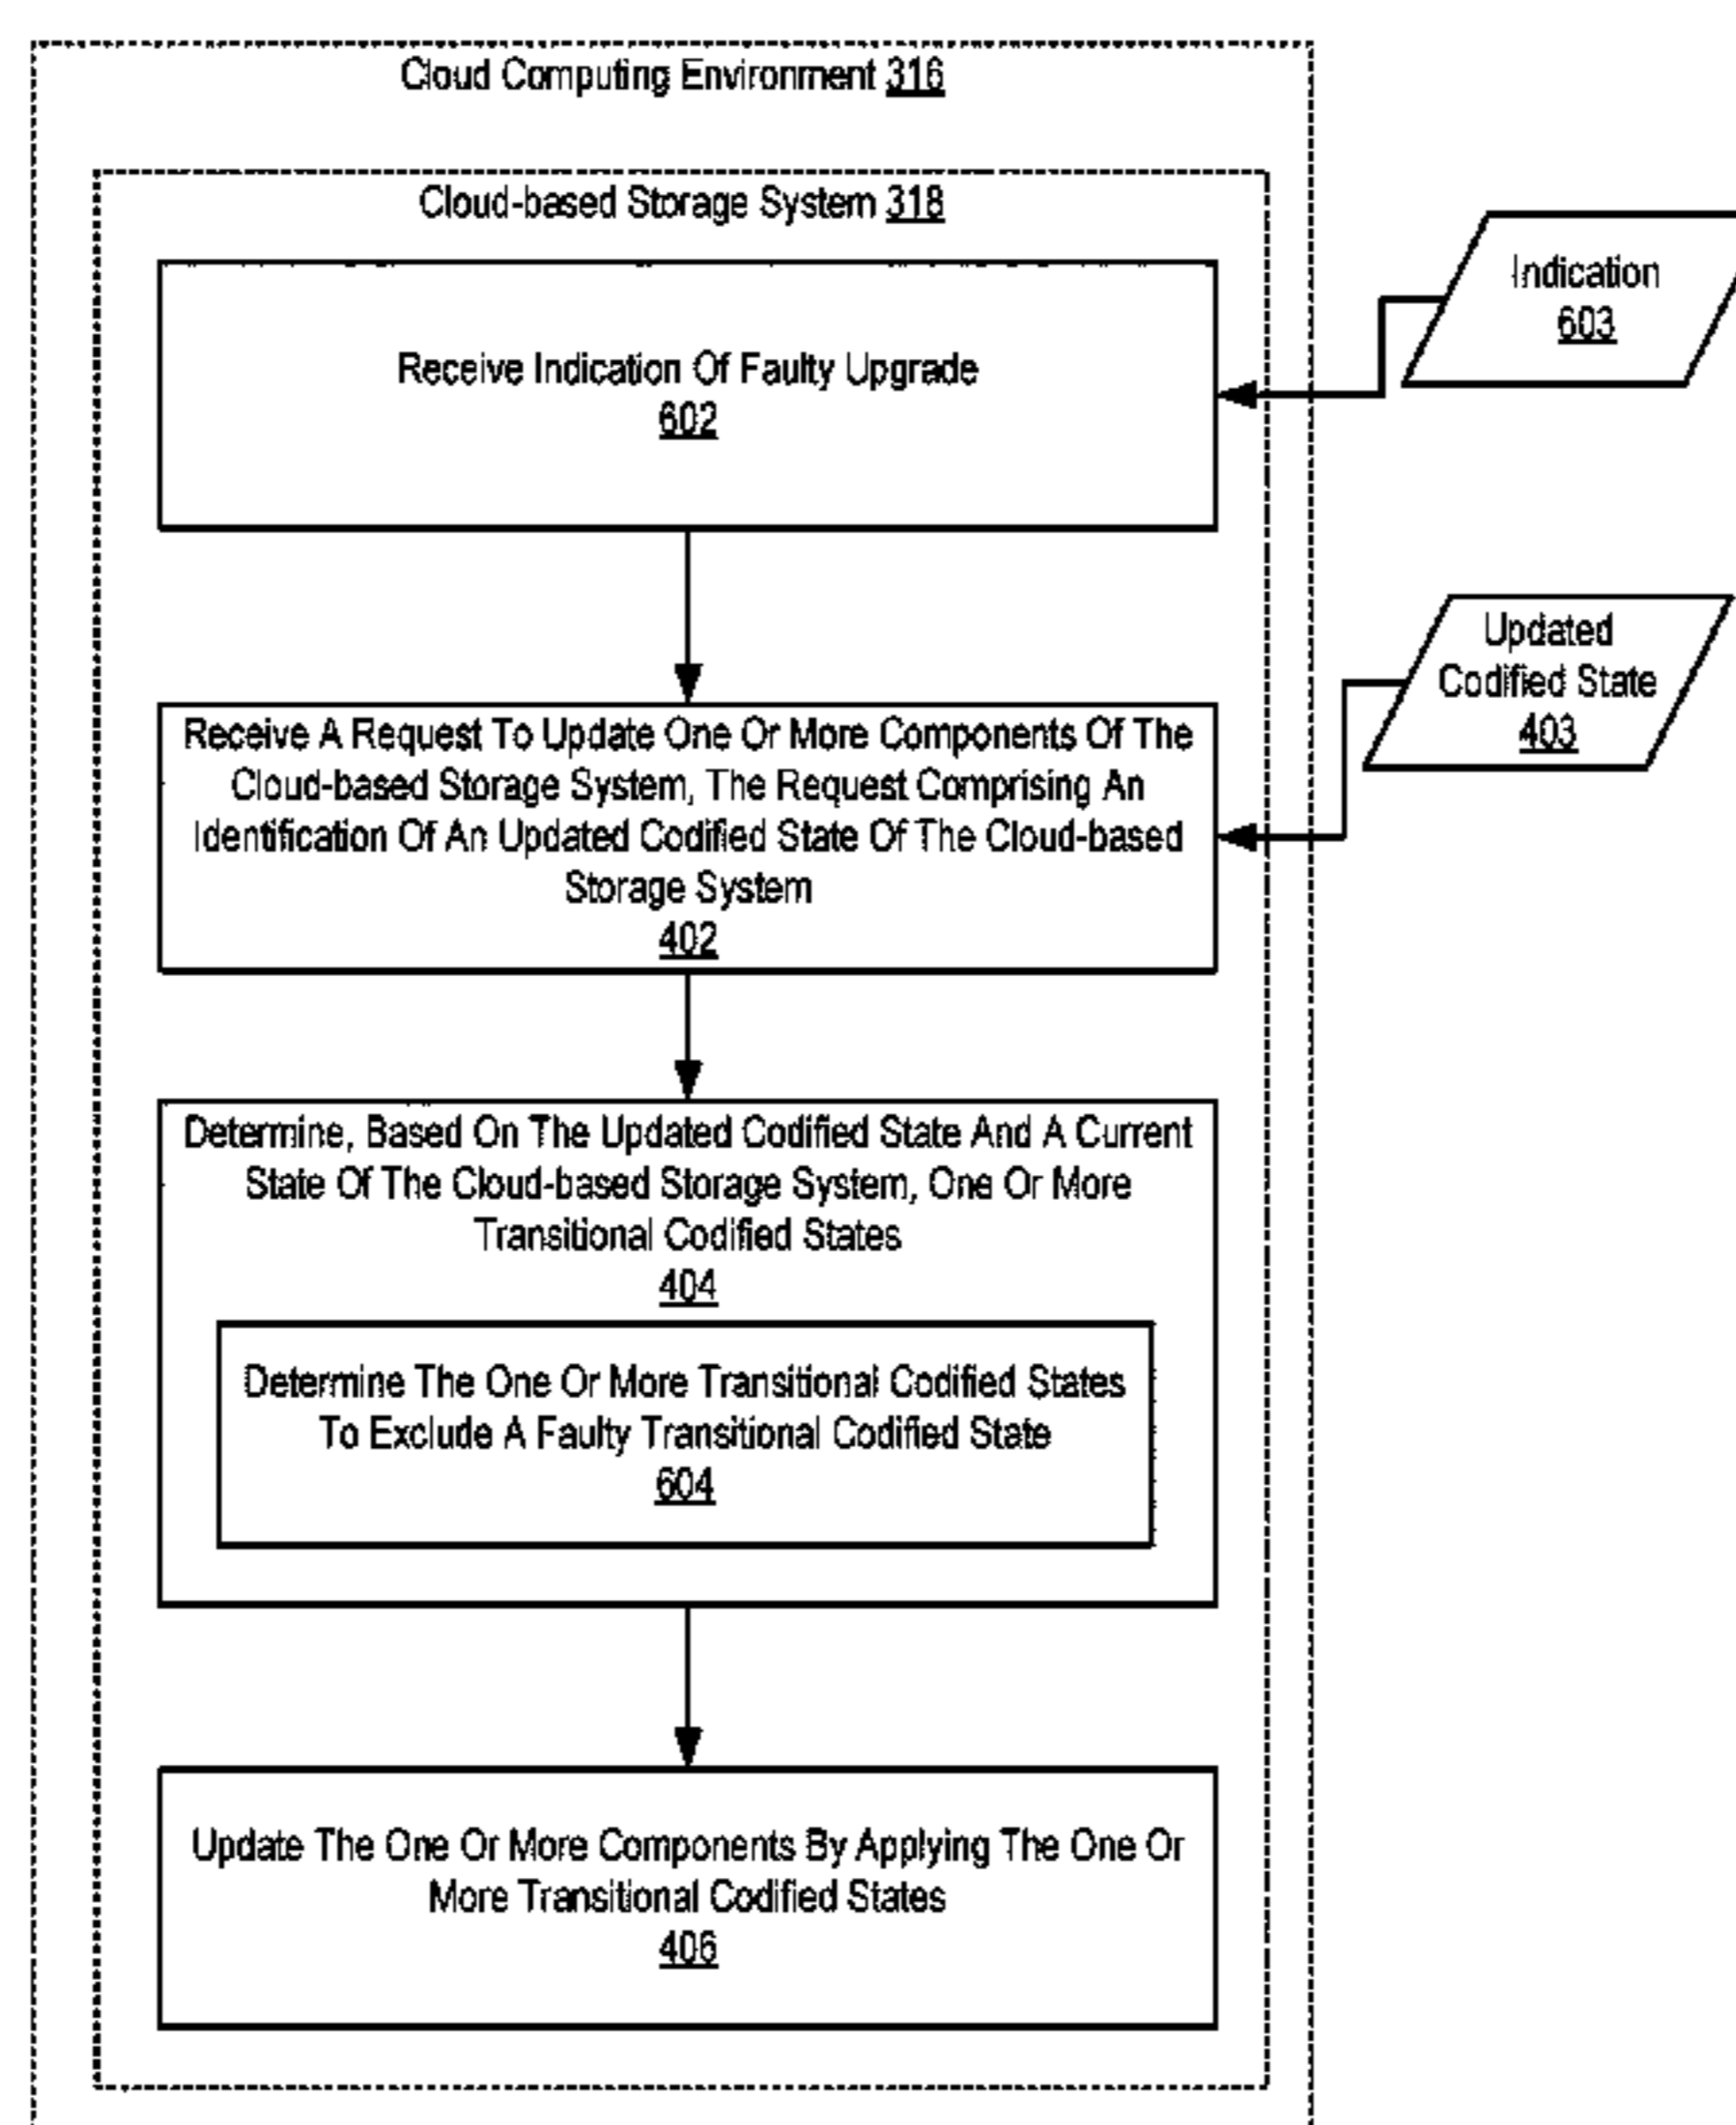 Cloud Computing Environment 316
Cloud-based Storage System 318
Receive Indication Of Faulty Upgrade
602
Indication
603
Updated
Codified State
403
Receive A Request To Update One Or More Components Of The
Cloud-based Storage System, The Request Comprising An
Identification Of An Updated Codified State Of The Cloud-based
Storage System
402
Determine, Based On The Updated Codified State And A Current
State Of The Cloud-based Storage System, One Or More
Transitional Codified States
404
Determine The One Or More Transitional Codified States
To Exclude A Faulty Transitional Codified State
604
Update The One Or More Components By Applying The One Or
More Transitional Codified States
406